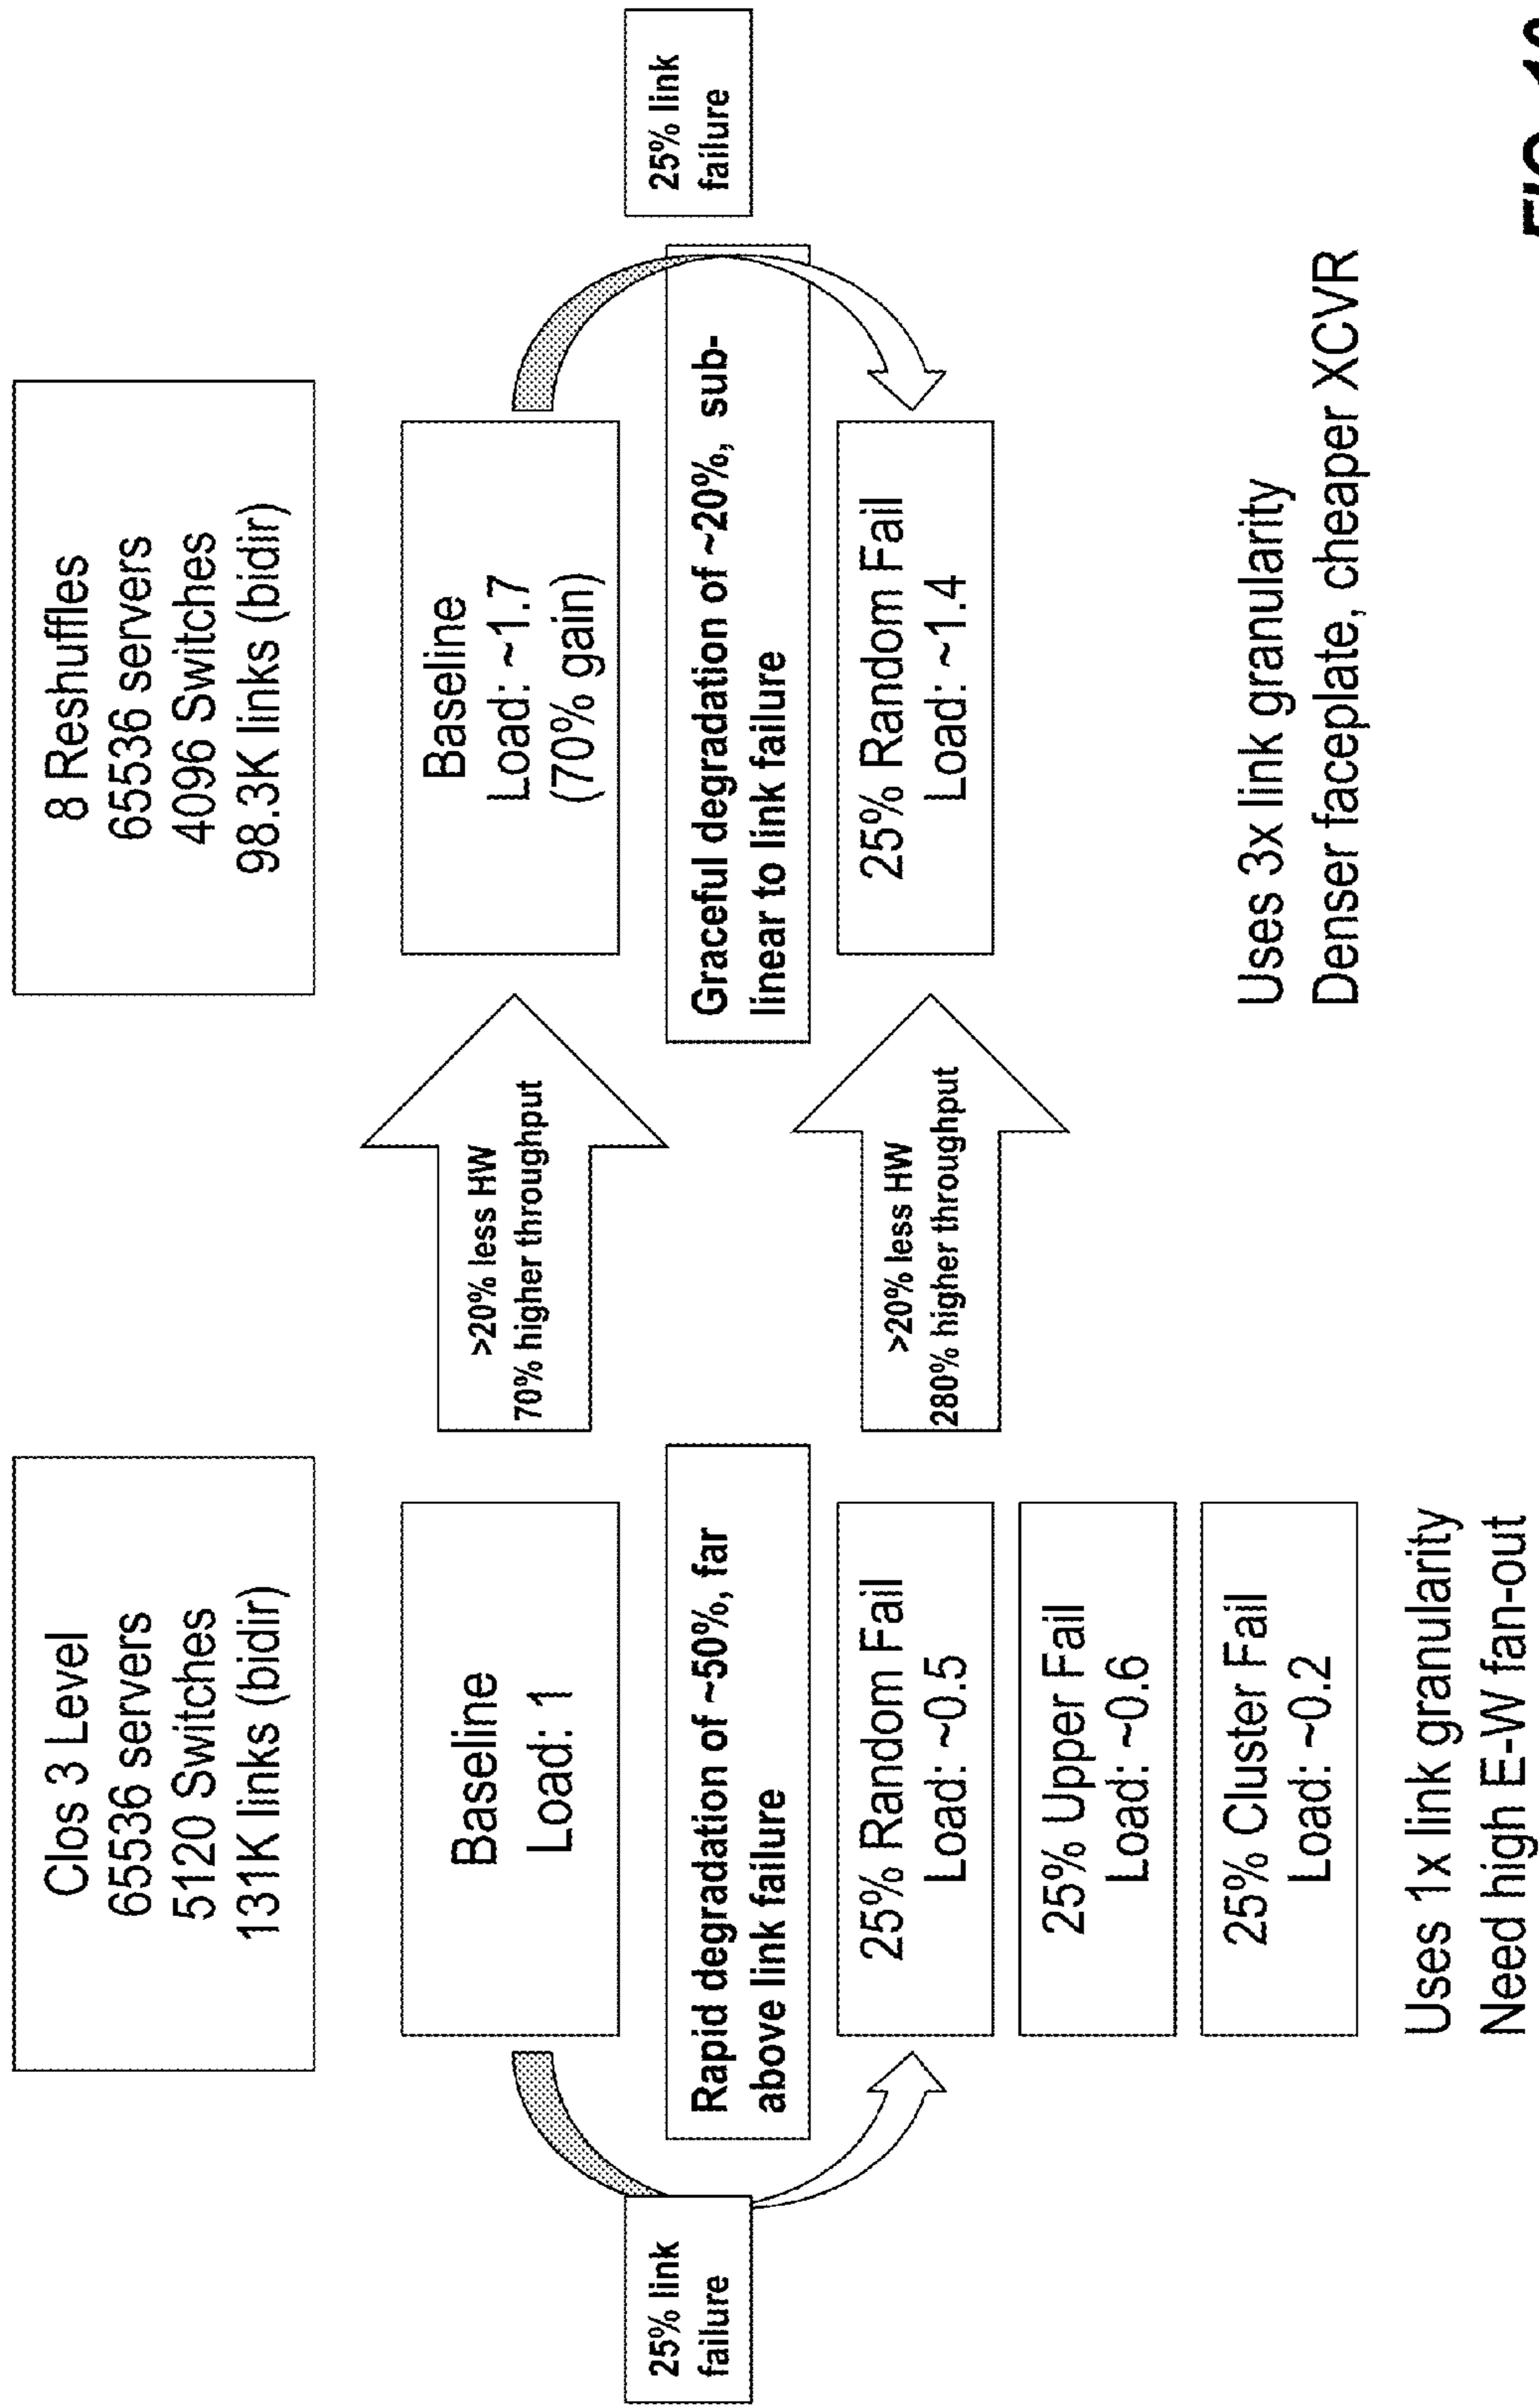 Clos 3 Level
65536 servers
5120 Switches
131K links (bidir)
8 Reshuffles
65536 servers
4096 Switches
98.3K links (bidir)
Baseline
Load: 1
>20% less HW
70% higher throughput
Baseline
Load: ~1.7
(70% gain)
25% link
failure
Rapid degradation of ~50%, far
above link failure
Graceful degradation of ~20%, sub-
linear to link failure
25% link
failure
25% Random Fail
Load: ~0.5
>20% less HW
280% higher throughput
25% Random Fail
Load: ~1.4
25% Upper Fail
Load: ~0.6
25% Cluster Fail
Load: ~0.2
Uses 1x link granularity
Need high E-W fan-out
Uses 3x link granularity
Denser faceplate, cheaper XCVR